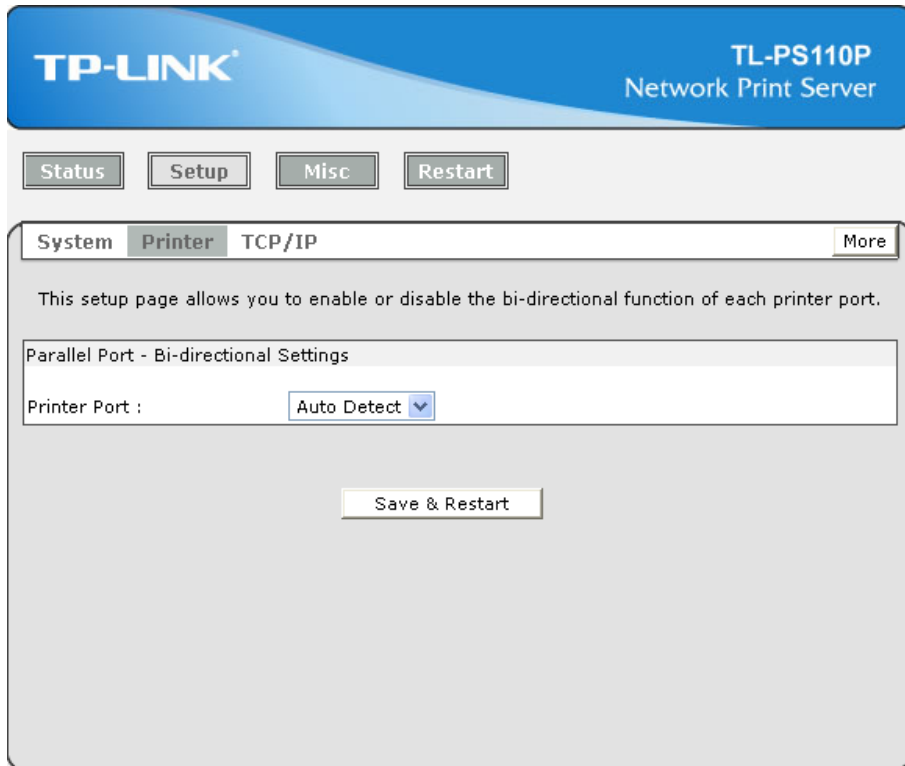 TP-LINK
TL-PS110P
Network Print Server
Status Setup Misc Restart
System Printer TCP/IP More
This setup page allows you to enable or disable the bi-directional function of each printer port.
Parallel Port - Bi-directional Settings
Printer Port : Auto Detect
Save & Restart